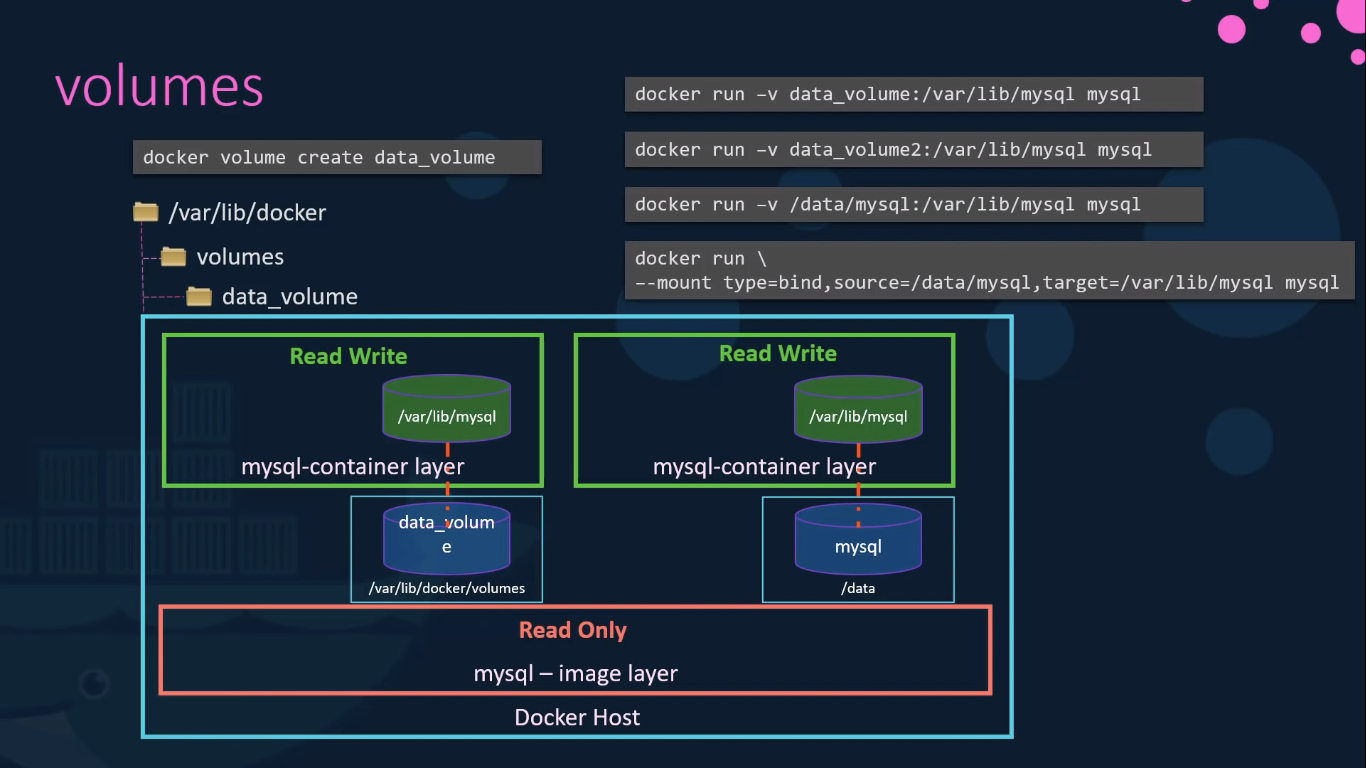 volumes
docker volume create data_volume
/var/lib/docker
volumes
data_volume
docker run –v data_volume:/var/lib/mysql mysql
docker run –v data_volume2:/var/lib/mysql mysql
docker run –v /data/mysql:/var/lib/mysql mysql
docker run \
--mount type=bind,source=/data/mysql,target=/var/lib/mysql mysql
Read Write
/var/lib/mysql
mysql-container layer
data_volum
e
/var/lib/docker/volumes
Read Write
/var/lib/mysql
mysql-container layer
mysql
/data
Read Only
mysql – image layer
Docker Host